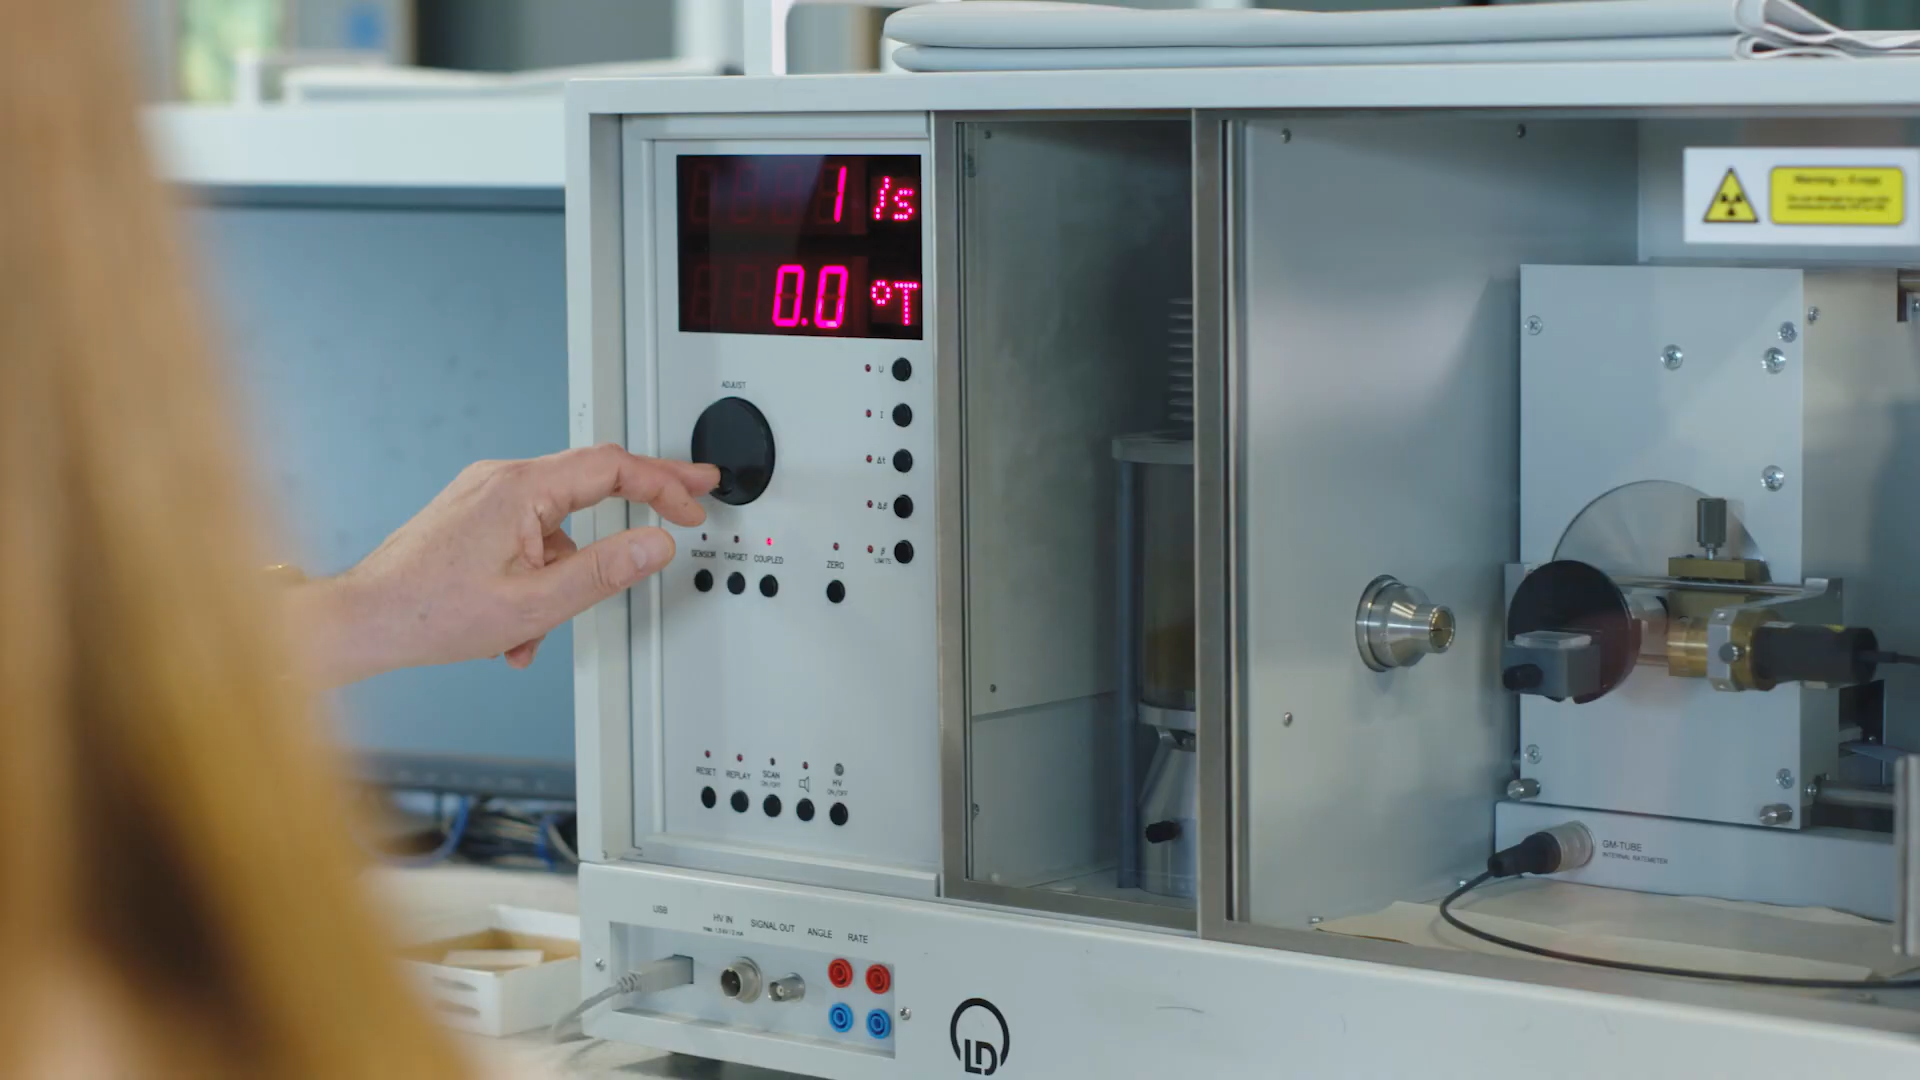 1 /s
0.0 °T
ADJUST
U
I
Δt
Δβ
β
LIMITS
SENSOR TARGET COUPLED ZERO
RESET REPLAY SCAN
ON/OFF
HV
ON/OFF
USB HV IN SIGNAL OUT ANGLE RATE
LD
GM-TUBE
INTERNAL RATEMETER